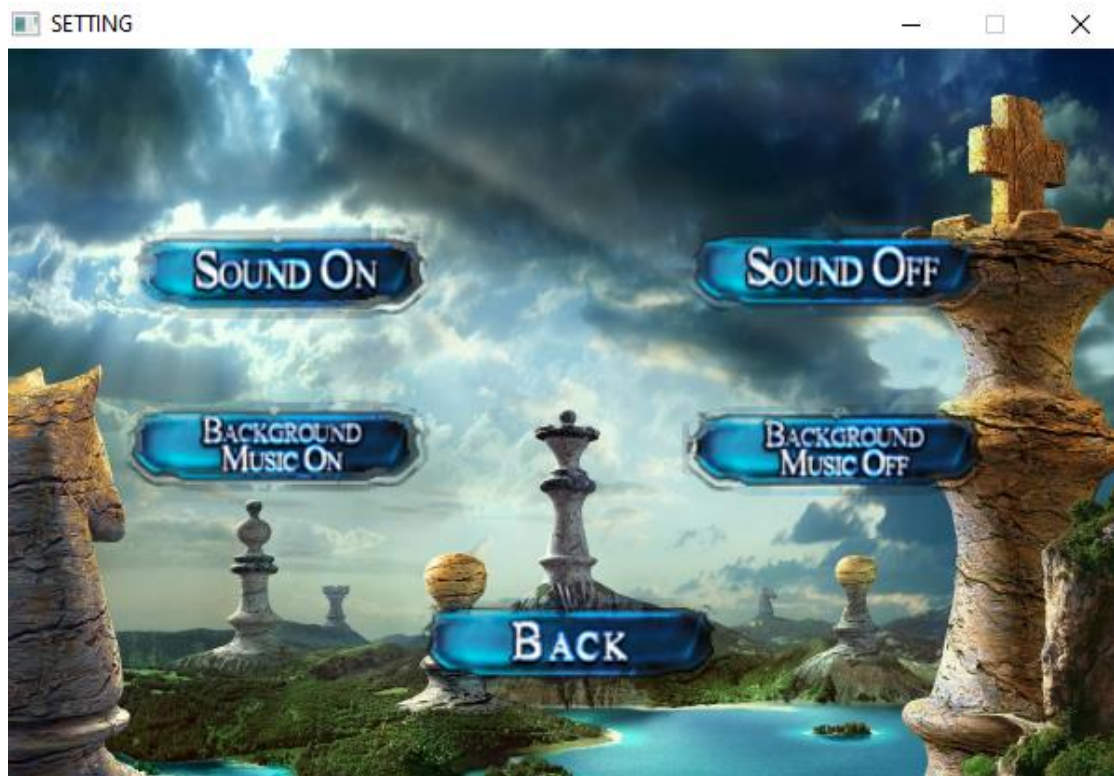 SETTING
SOUND ON
SOUND OFF
BACKGROUND
MUSIC ON
BACKGROUND
MUSIC OFF
BACK